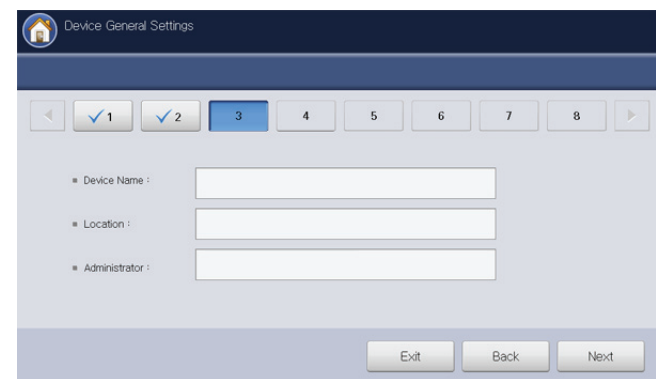 Device General Settings
1 2 3 4 5 6 7 8
Device Name :
Location :
Administrator :
Exit Back Next